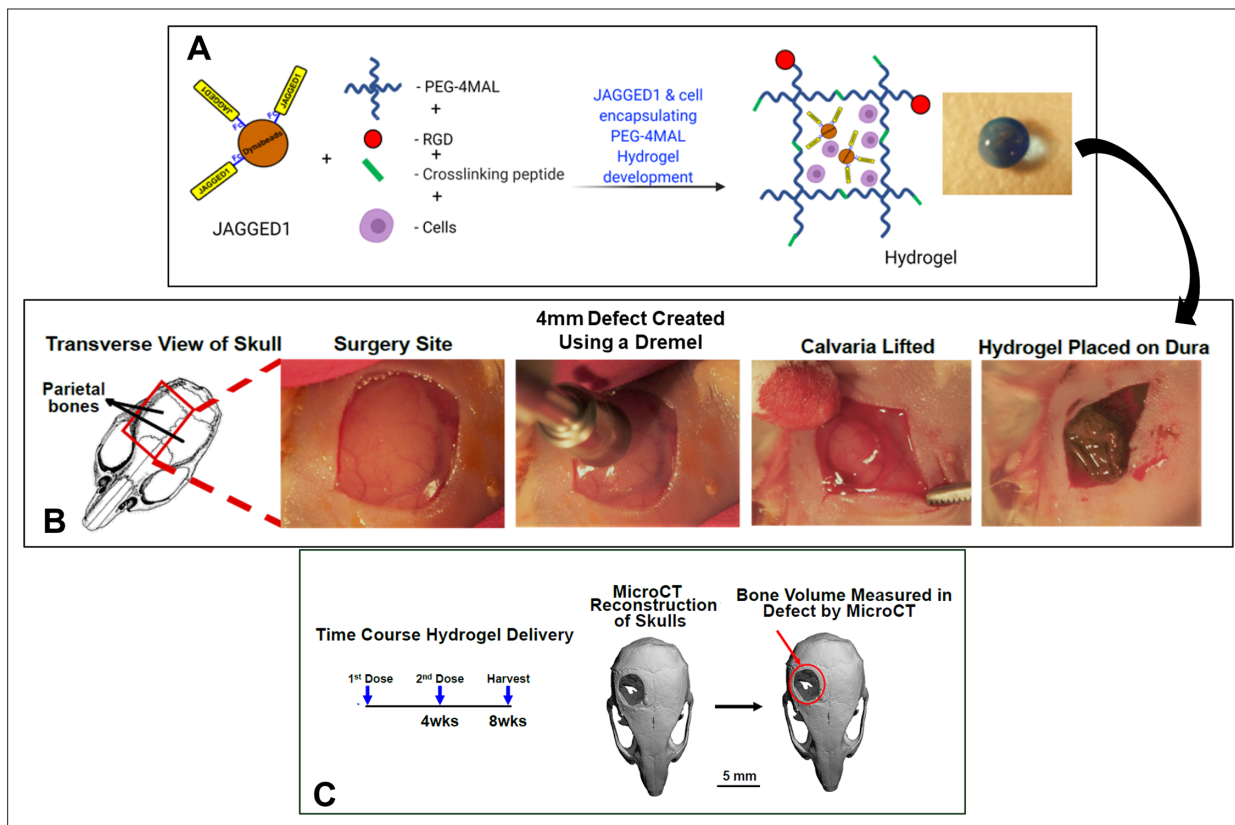 A
JAGGED1
JAGGED1
JAGGED1
Fc
Fc
Fc
Dynabeads
JAGGED1
+
- PEG-4MAL
+
- RGD
+
- Crosslinking peptide
+
- Cells
JAGGED1 & cell
encapsulating
PEG-4MAL
Hydrogel
development
Hydrogel
B
Transverse View of Skull
Parietal
bones
Surgery Site
4mm Defect Created
Using a Dremel
Calvaria Lifted
Hydrogel Placed on Dura
C
Time Course Hydrogel Delivery
1st Dose
2nd Dose
Harvest
4wks
8wks
MicroCT
Reconstruction
of Skulls
Bone Volume Measured in
Defect by MicroCT
5 mm